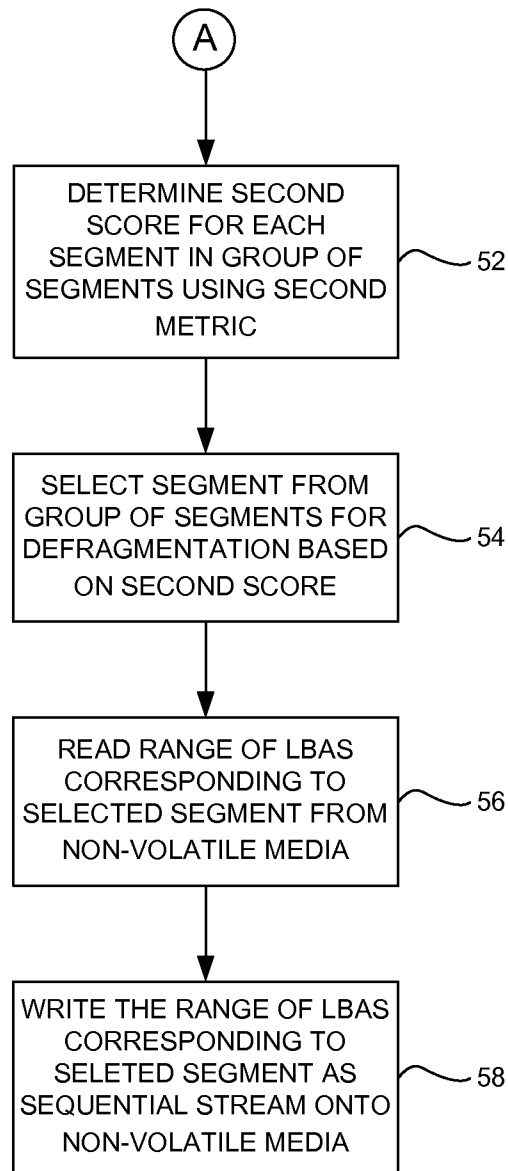 A
DETERMINE SECOND
SCORE FOR EACH
SEGMENT IN GROUP OF
SEGMENTS USING SECOND
METRIC
52
SELECT SEGMENT FROM
GROUP OF SEGMENTS FOR
DEFRAGMENTATION BASED
ON SECOND SCORE
54
READ RANGE OF LBAS
CORRESPONDING TO
SELECTED SEGMENT FROM
NON-VOLATILE MEDIA
56
WRITE THE RANGE OF LBAS
CORRESPONDING TO
SELETED SEGMENT AS
SEQUENTIAL STREAM ONTO
NON-VOLATILE MEDIA
58